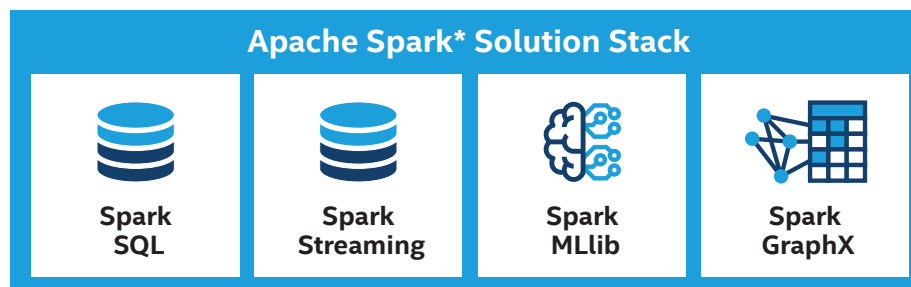 Apache Spark* Solution Stack
Spark
SQL
Spark
Streaming
Spark
MLlib
Spark
GraphX